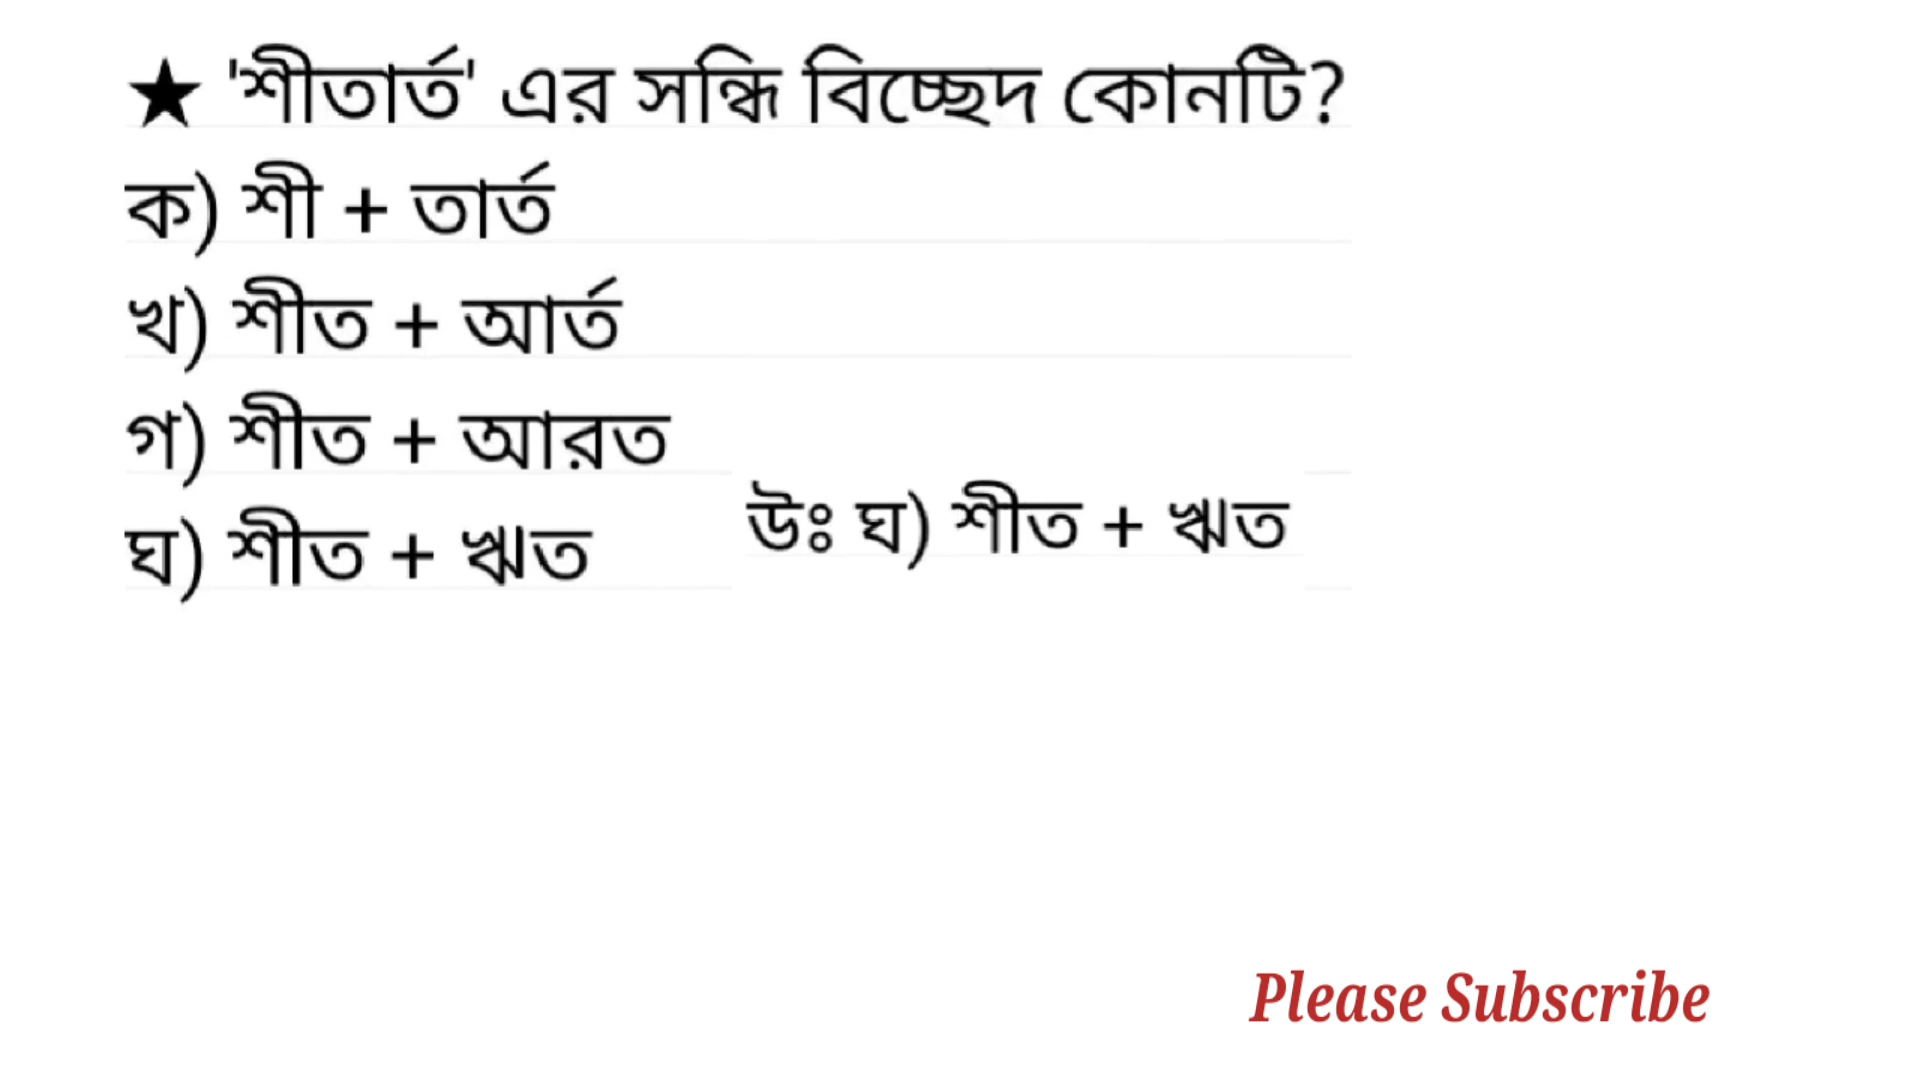 ★ 'শীতার্ত' এর সন্ধি বিচ্ছেদ কোনটি?
ক) শী + তার্ত
খ) শীত + আর্ত
গ) শীত + আরত
ঘ) শীত + ঋত
উঃ ঘ) শীত + ঋত
Please Subscribe